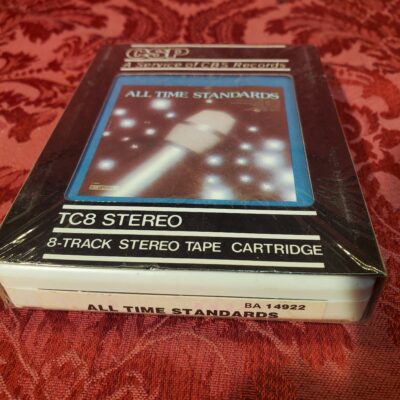 CSP
A Service of CBS Records
ALL TIME STANDARDS
TC8 STEREO
8-TRACK STEREO TAPE CARTRIDGE
BA 14922
ALL TIME STANDARDS